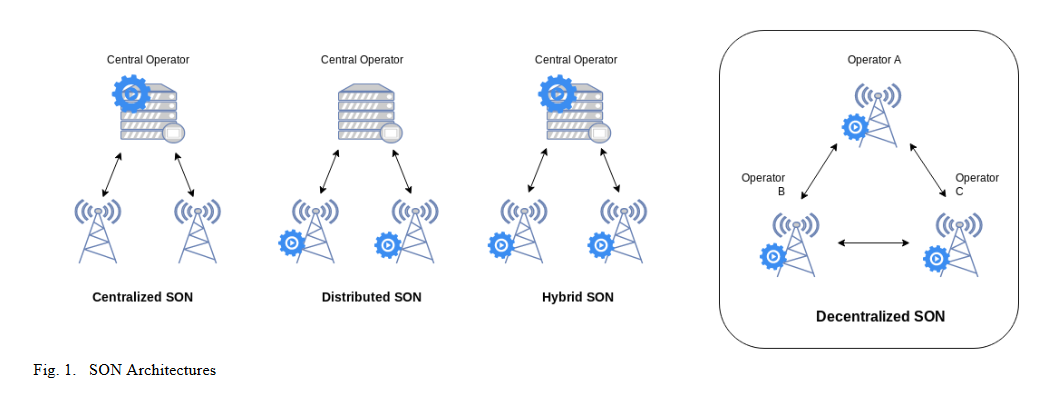 Central Operator
Central Operator
Central Operator
Operator A
Operator
B
Operator
C
Centralized SON
Distributed SON
Hybrid SON
Decentralized SON
Fig. 1. SON Architectures